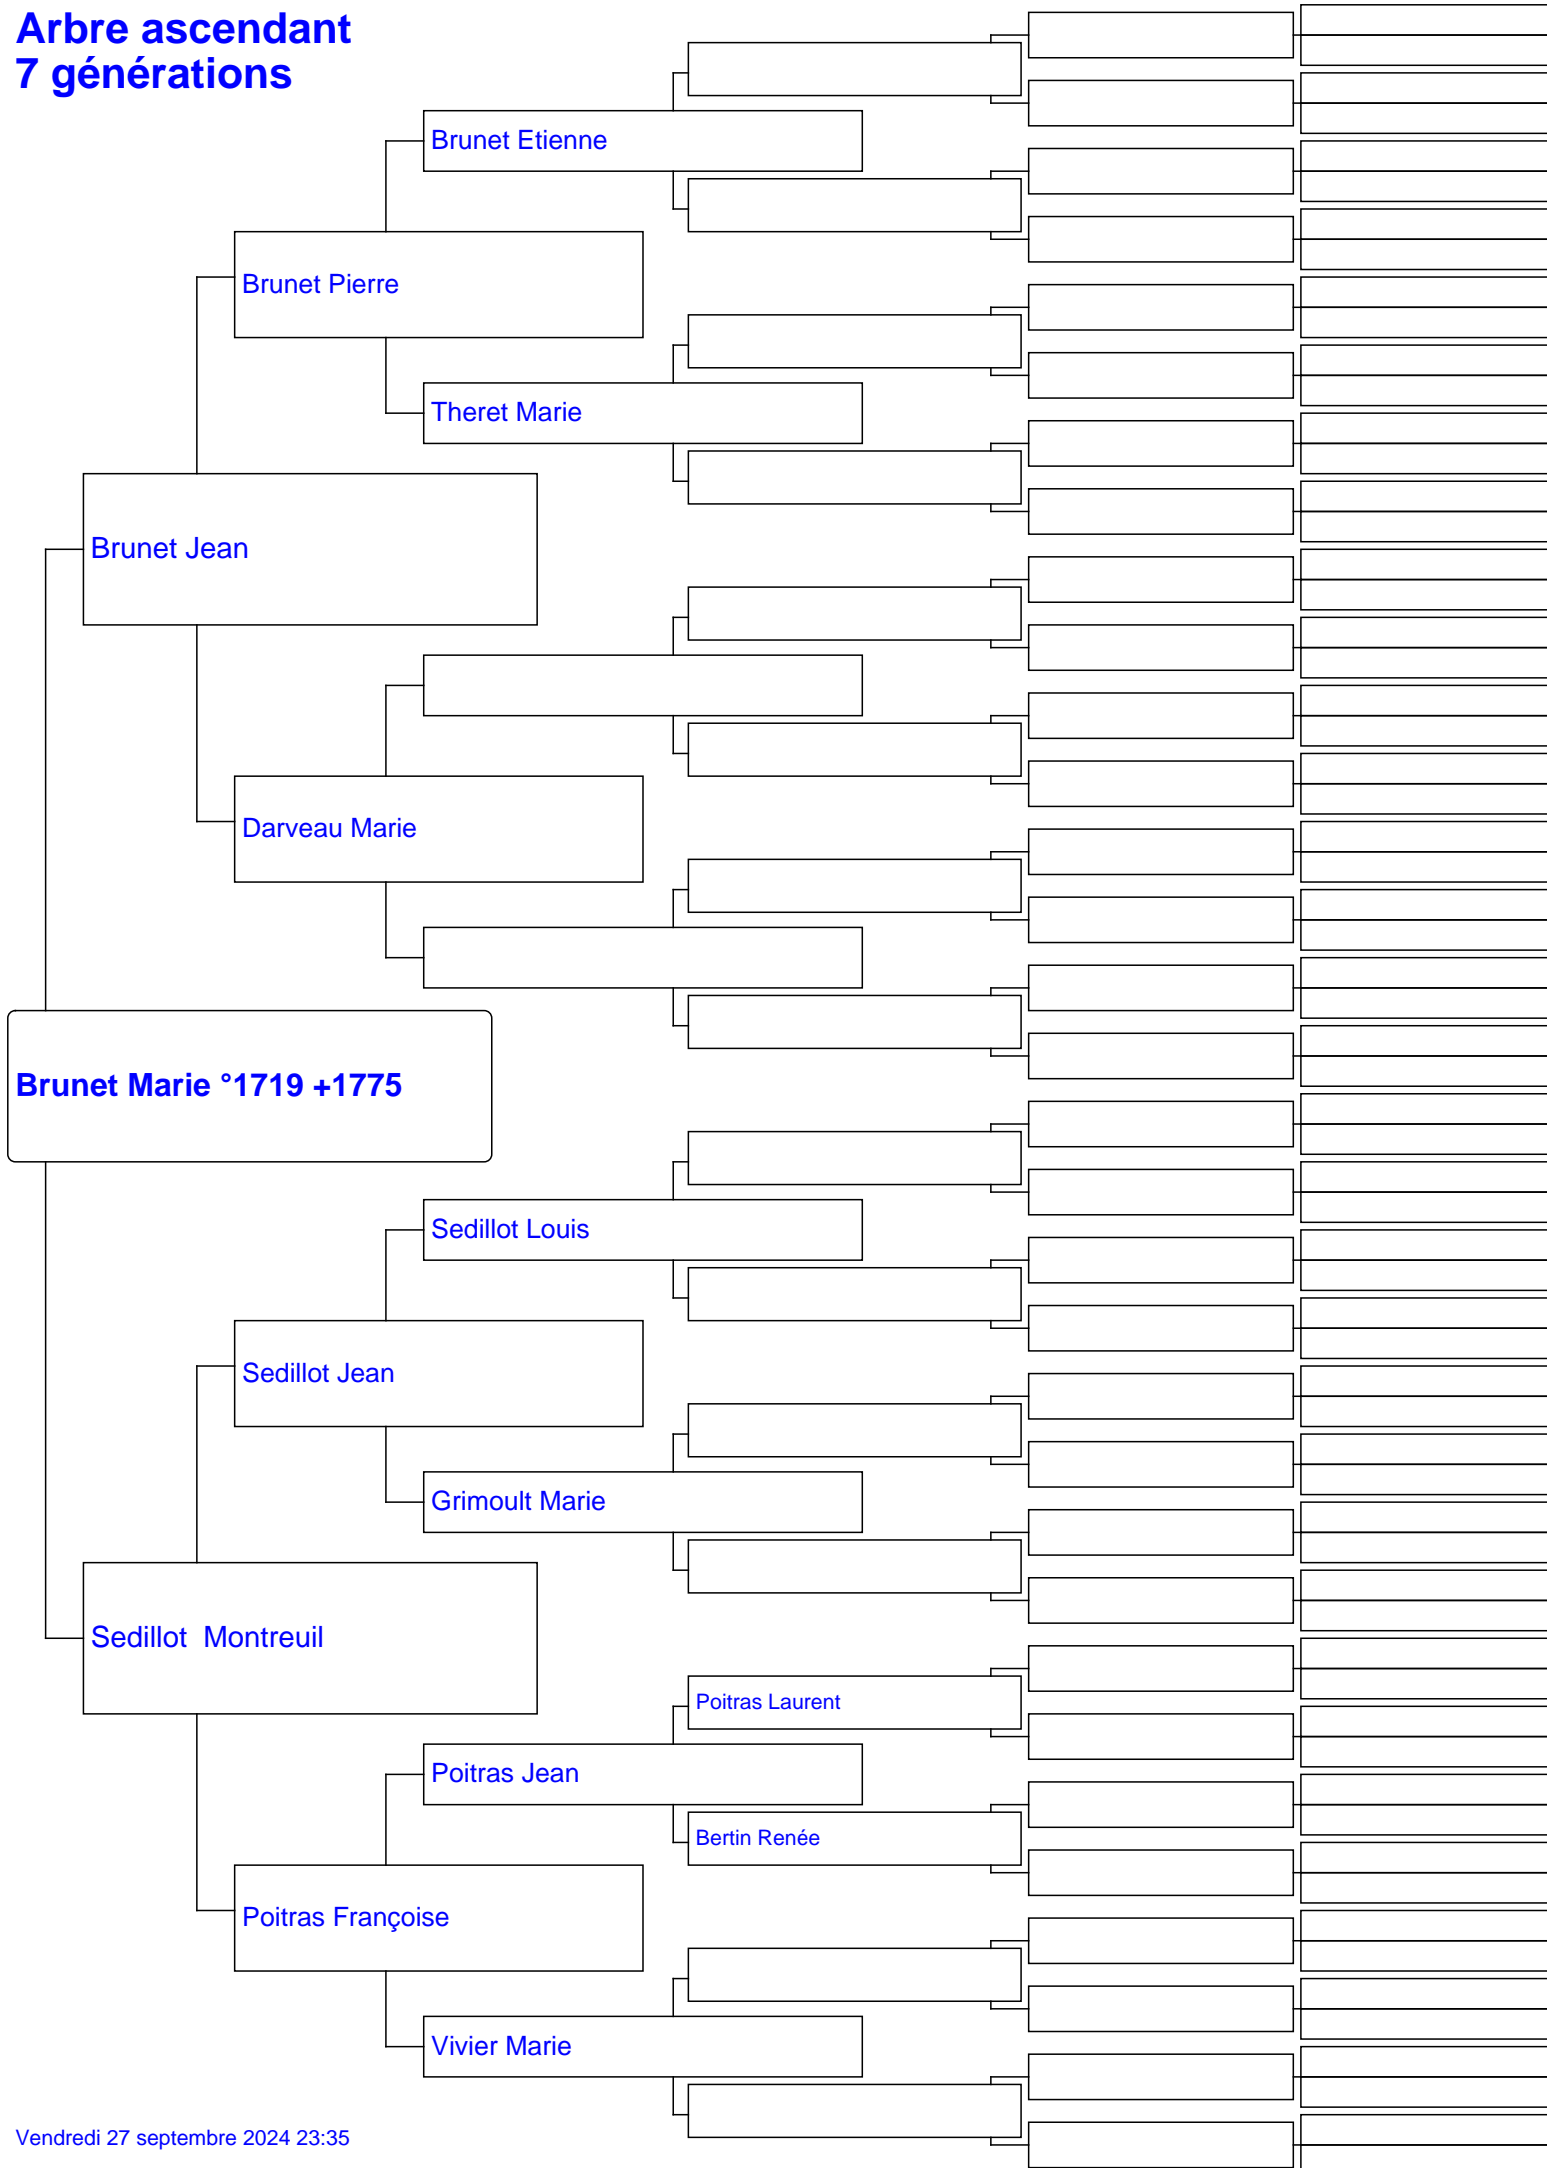 Arbre ascendant
7 générations
Brunet Etienne
Brunet Pierre
Theret Marie
Brunet Jean
Darveau Marie
Brunet Marie °1719 +1775
Sedillot Louis
Sedillot Jean
Grimoult Marie
Sedillot  Montreuil
Poitras Laurent
Poitras Jean
Bertin Renée
Poitras Françoise
Vivier Marie
Vendredi 27 septembre 2024 23:35